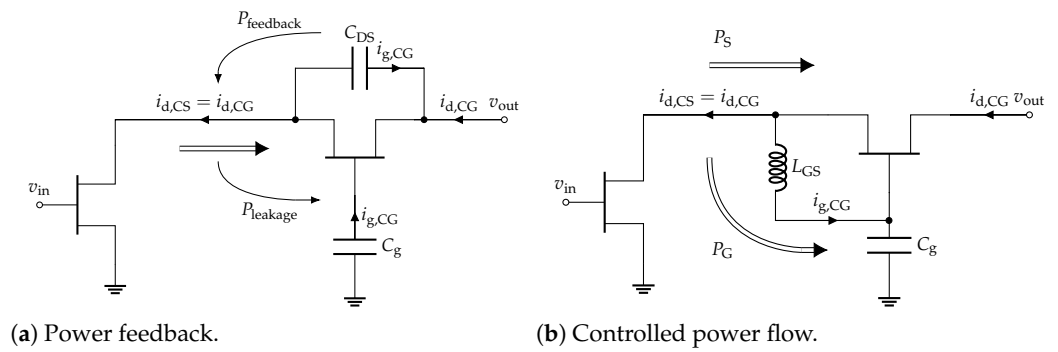 P_feedback
C_DS
i_g,CG
i_d,CS = i_d,CG
i_d,CG v_out
v_in
P_leakage
i_g,CG
C_g
(a) Power feedback.
P_S
i_d,CS = i_d,CG
i_d,CG v_out
L_GS
v_in
i_g,CG
P_G
C_g
(b) Controlled power flow.